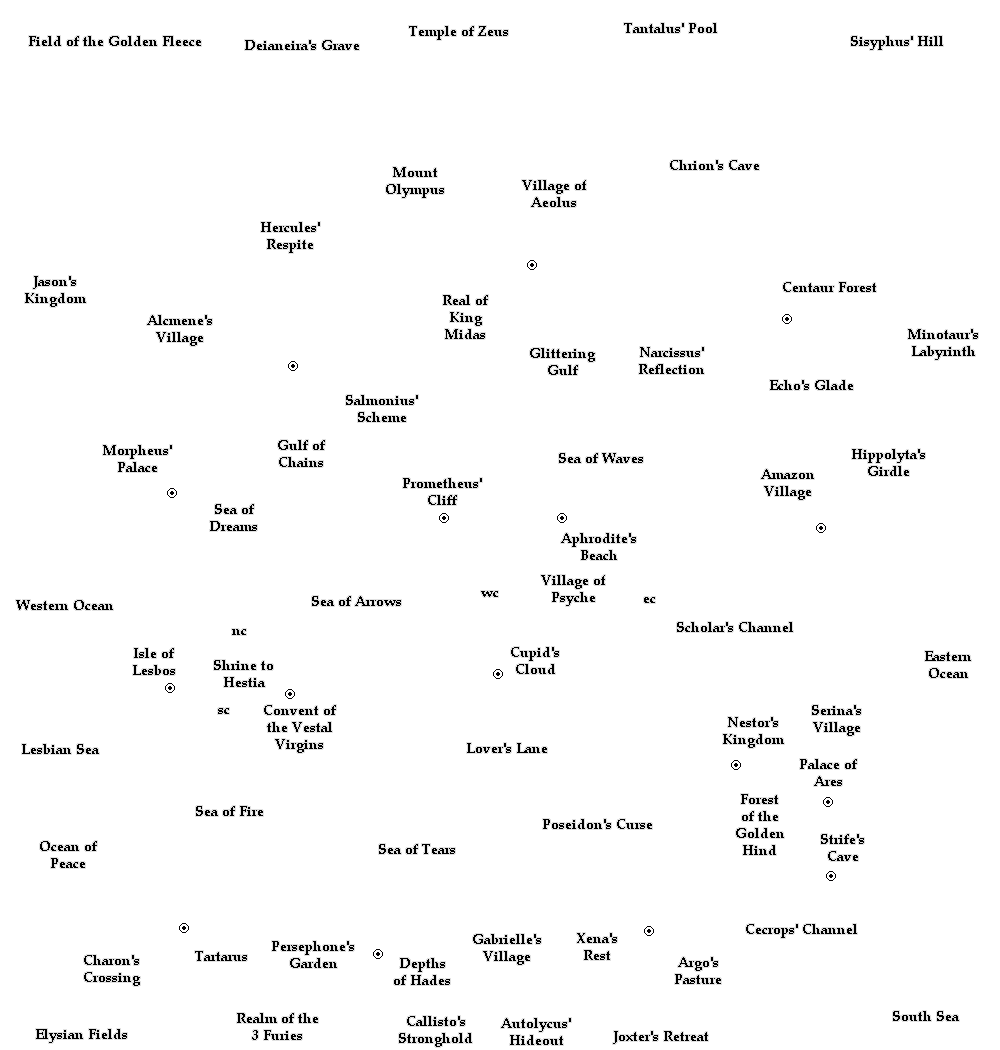 Field of the Golden Fleece
Deianeira's Grave
Temple of Zeus
Tantalus' Pool
Sisyphus' Hill
Mount
Olympus
Village of
Aeolus
Chrion's Cave
Hercules'
Respite
Jason's
Kingdom
Alcmene's
Village
Real of
King
Midas
Centaur Forest
Glittering
Gulf
Narcissus'
Reflection
Minotaur's
Labyrinth
Echo's Glade
Salmonius'
Scheme
Morpheus'
Palace
Gulf of
Chains
Sea of Waves
Hippolyta's
Girdle
Prometheus'
Cliff
Amazon
Village
Sea of
Dreams
Aphrodite's
Beach
Village of
Psyche
wc
ec
Western Ocean
Sea of Arrows
Scholar's Channel
nc
Isle of
Lesbos
Shrine to
Hestia
Cupid's
Cloud
Eastern
Ocean
sc
Convent of
the Vestal
Virgins
Serina's
Village
Nestor's
Kingdom
Lesbian Sea
Lover's Lane
Palace of
Ares
Sea of Fire
Forest
of the
Golden
Hind
Poseidon's Curse
Strife's
Cave
Ocean of
Peace
Sea of Tears
Cecrops' Channel
Charon's
Crossing
Tartarus
Persephone's
Garden
Depths
of Hades
Gabrielle's
Village
Xena's
Rest
Argo's
Pasture
Elysian Fields
Realm of the
3 Furies
Callisto's
Stronghold
Autolycus'
Hideout
Joxter's Retreat
South Sea